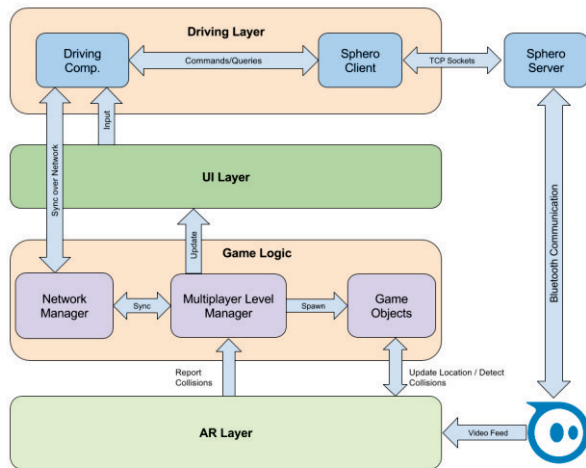 Driving Layer
Driving
Comp.
Commands/Queries
Sphero
Client
TCP Sockets
Sphero
Server
Sync over Network
Input
UI Layer
Bluetooth Communication
Update
Game Logic
Network
Manager
Sync
Multiplayer Level
Manager
Spawn
Game
Objects
Report
Collisions
Update Location / Detect
Collisions
AR Layer
Video Feed